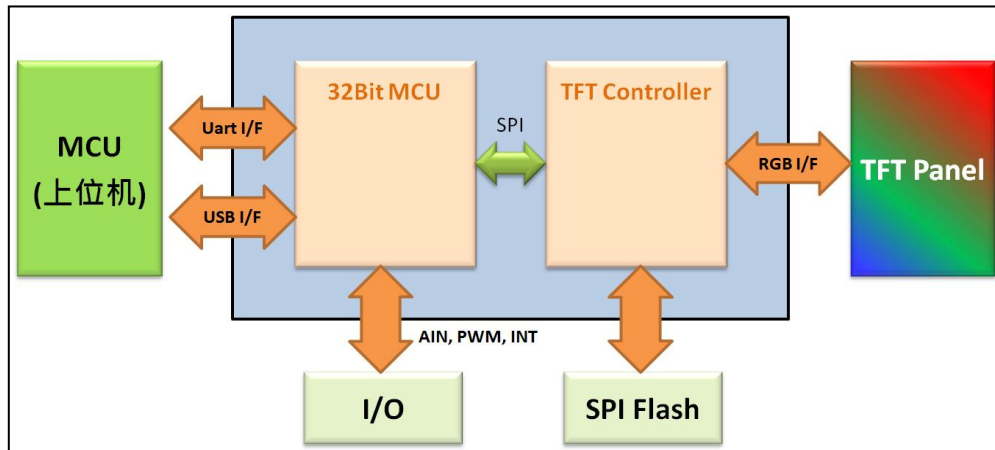 32Bit MCU
TFT Controller
Uart I/F
SPI
MCU
(上位机)
RGB I/F
TFT Panel
USB I/F
AIN, PWM, INT
I/O
SPI Flash